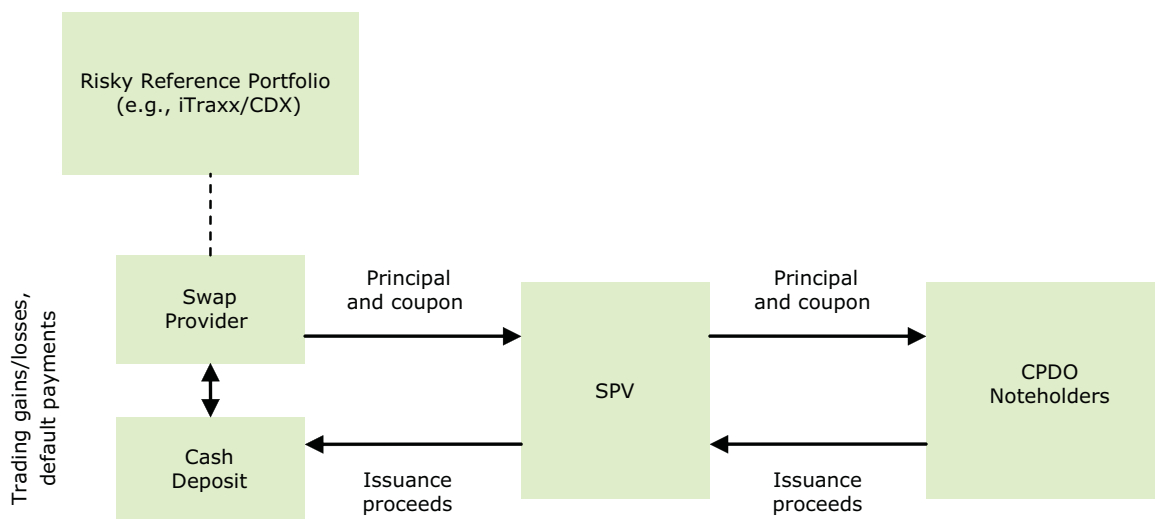 Risky Reference Portfolio
(e.g., iTraxx/CDX)
Trading gains/losses,
default payments
Swap
Provider
Principal
and coupon
SPV
Principal
and coupon
CPDO
Noteholders
Cash
Deposit
Issuance
proceeds
Issuance
proceeds